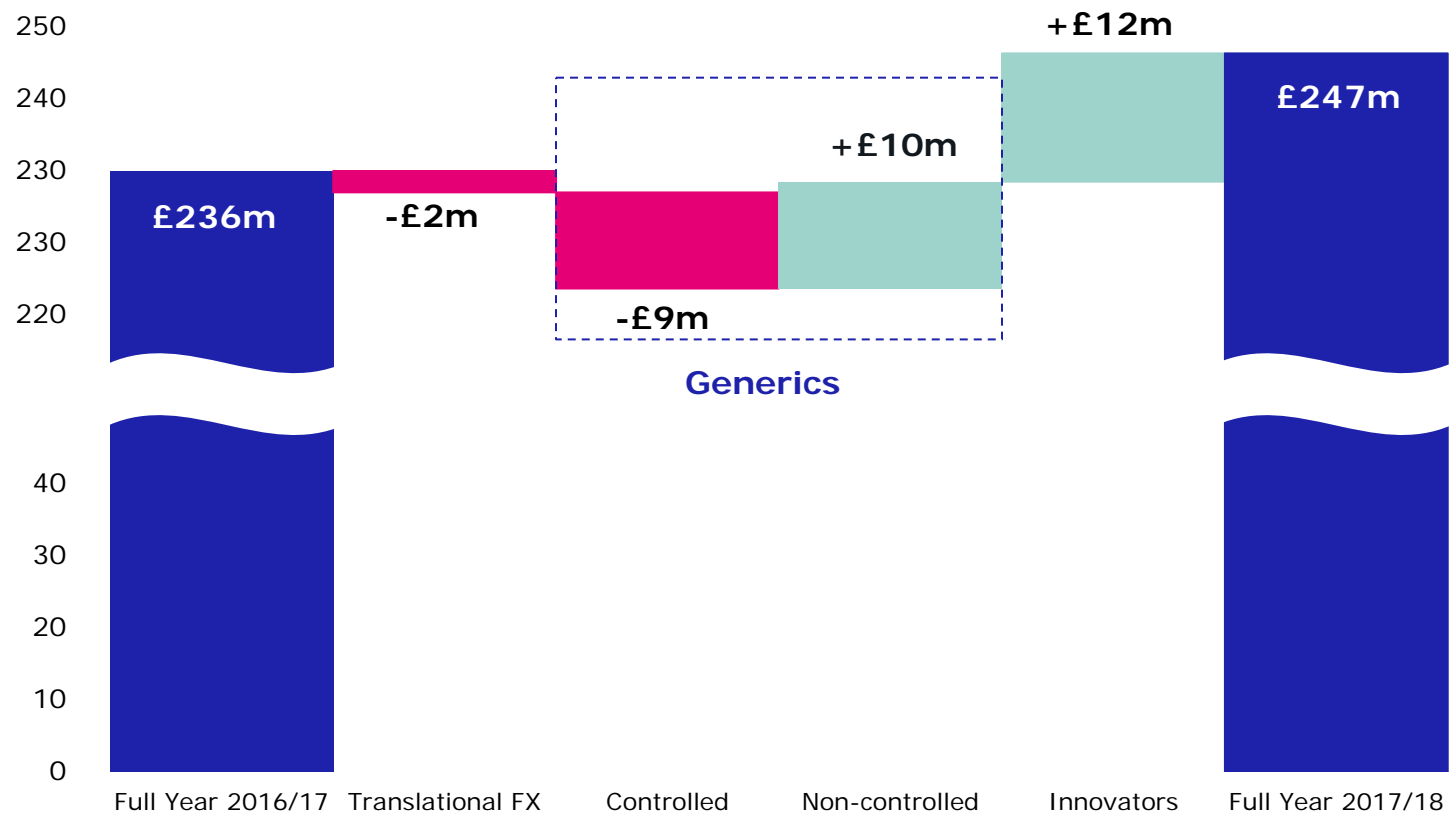 250
240
230
230
220
40
30
20
10
0
+£12m
£247m
+£10m
£236m
-£2m
-£9m
Generics
Full Year 2016/17
Translational FX
Controlled
Non-controlled
Innovators
Full Year 2017/18